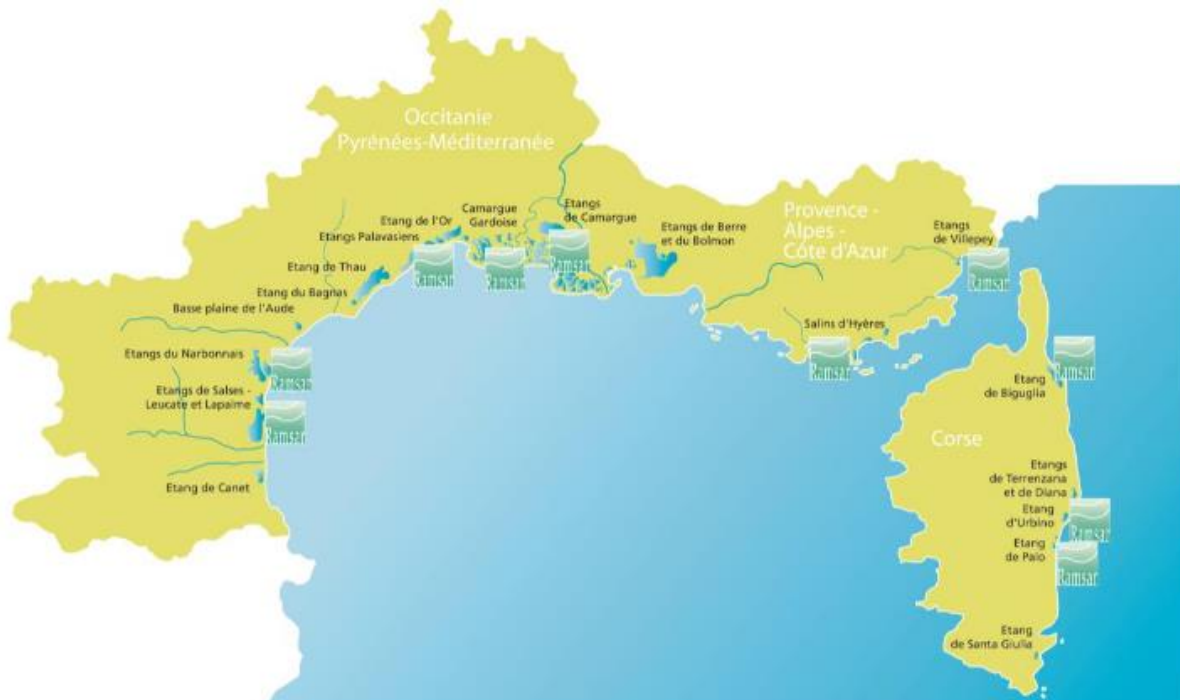 Occitanie
Pyrénées-Méditerranée
Provence -
Alpes -
Côte d'Azur
Corse
Etang de l'Or
Camargue
Gardoise
Etangs
de Camargue
Etangs Palavasiens
Etangs de Berre
et du Bolmon
Etangs
de Villepey
Etang de Thau
Etang du Bagnas
Basse plaine de l'Aude
Salins d'Hyères
Etangs du Narbonnais
Etangs de Salses -
Leucate et Lapalme
Etang de Canet
Etang
de Biguglia
Etangs
de Terrenzana
et de Diana
Etang
d'Urbino
Etang
de Palo
Etang
de Santa Giulia
Ramsar
Ramsar
Ramsar
Ramsar
Ramsar
Ramsar
Ramsar
Ramsar
Ramsar
Ramsar